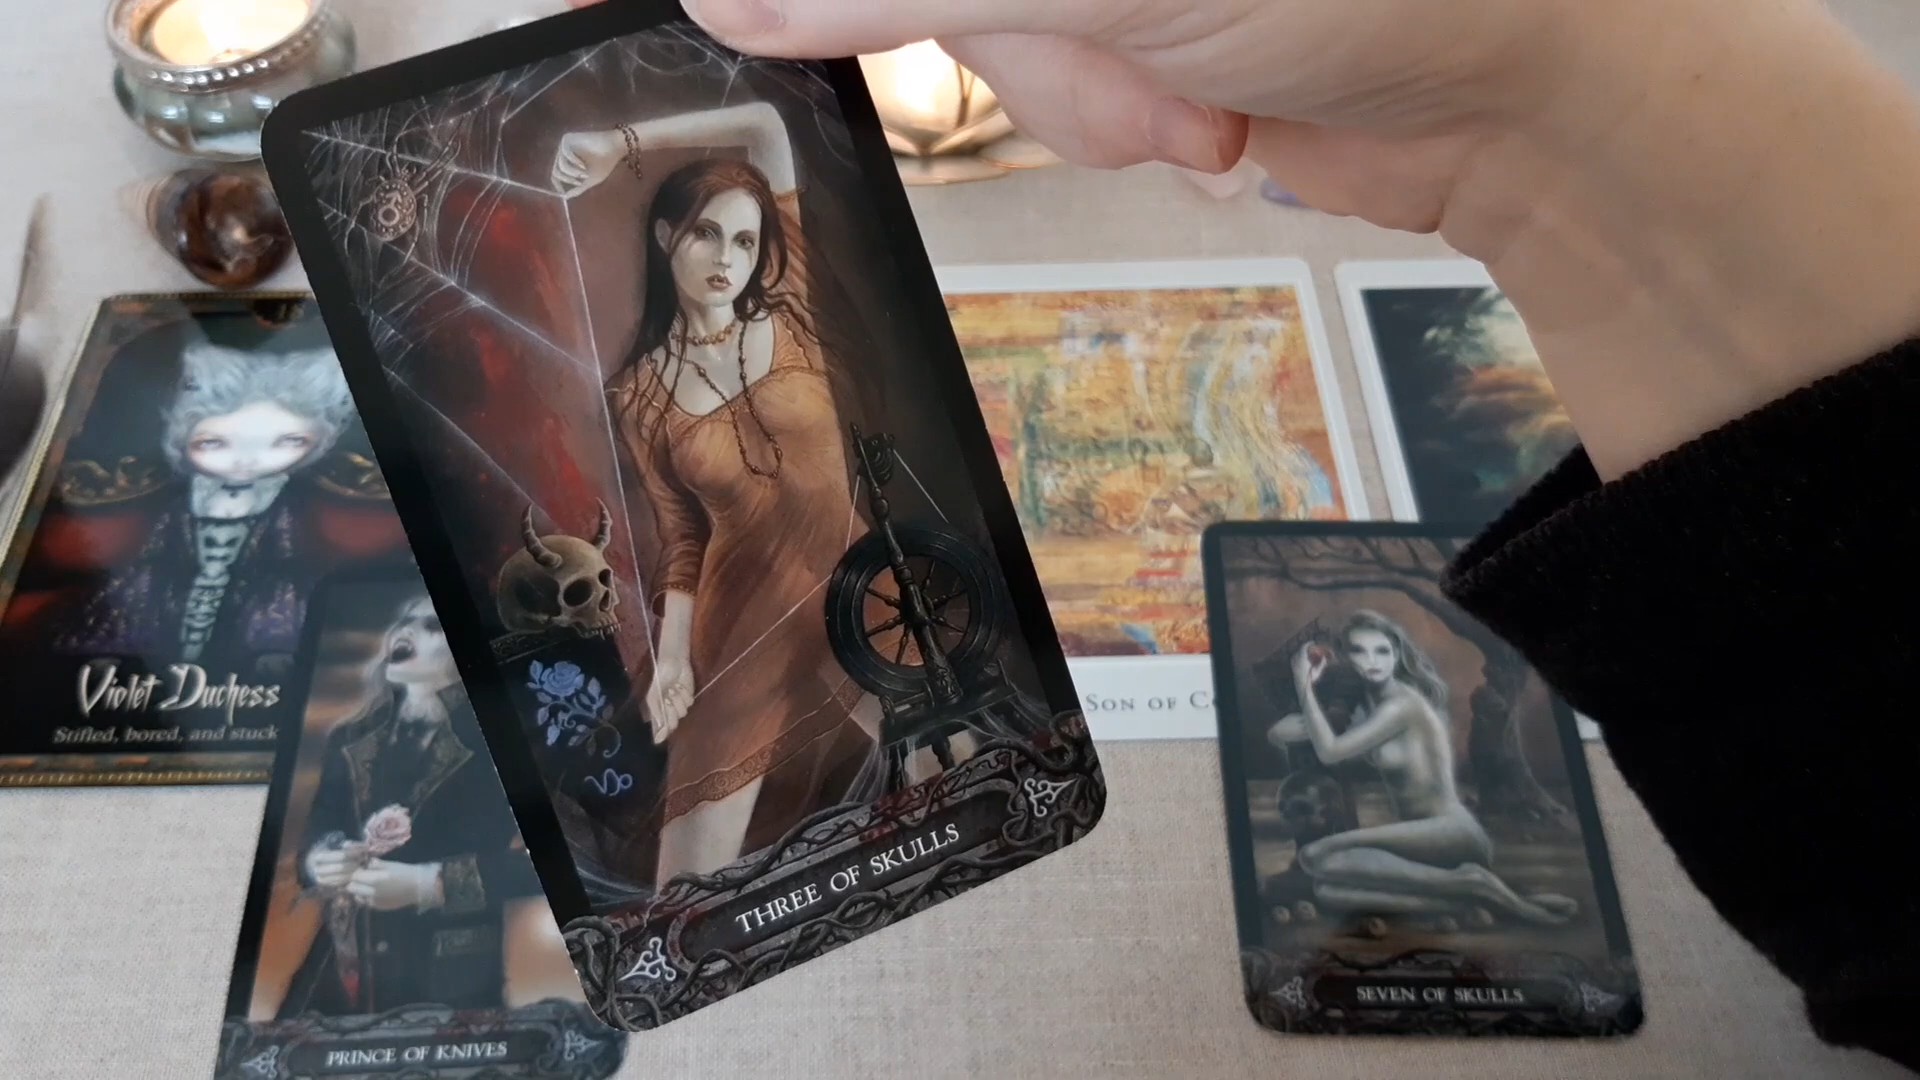 Violet Duchess
Stifled, bored, and stuck
PRINCE OF KNIVES
THREE OF SKULLS
SON OF C
SEVEN OF SKULLS